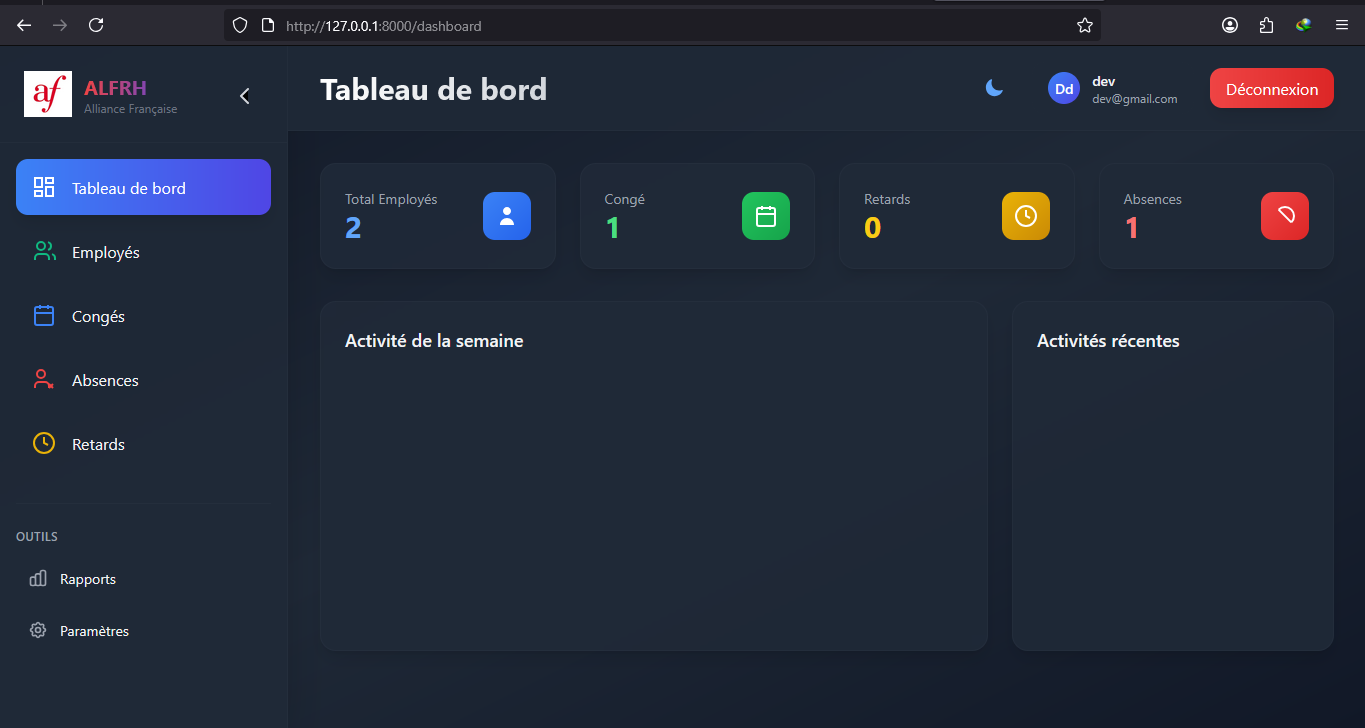 http://127.0.0.1:8000/dashboard
af
ALFRH
Alliance Française
Tableau de bord
Dd
dev
dev@gmail.com
Déconnexion
Tableau de bord
Employés
Congés
Absences
Retards
OUTILS
Rapports
Paramètres
Total Employés
2
Congé
1
Retards
0
Absences
1
Activité de la semaine
Activités récentes